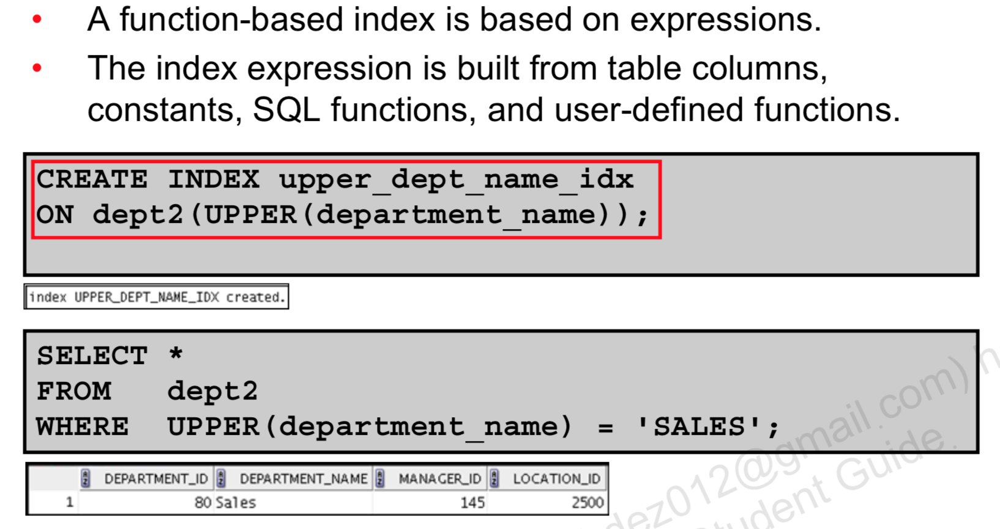 • A function-based index is based on expressions.
• The index expression is built from table columns,
constants, SQL functions, and user-defined functions.
CREATE INDEX upper_dept_name_idx
ON dept2(UPPER(department_name));
index UPPER_DEPT_NAME_IDX created.
SELECT *
FROM   dept2
WHERE  UPPER(department_name) = 'SALES';
DEPARTMENT_ID DEPARTMENT_NAME MANAGER_ID LOCATION_ID
1 80 Sales 145 2500
012@gmail.com)
Guide.